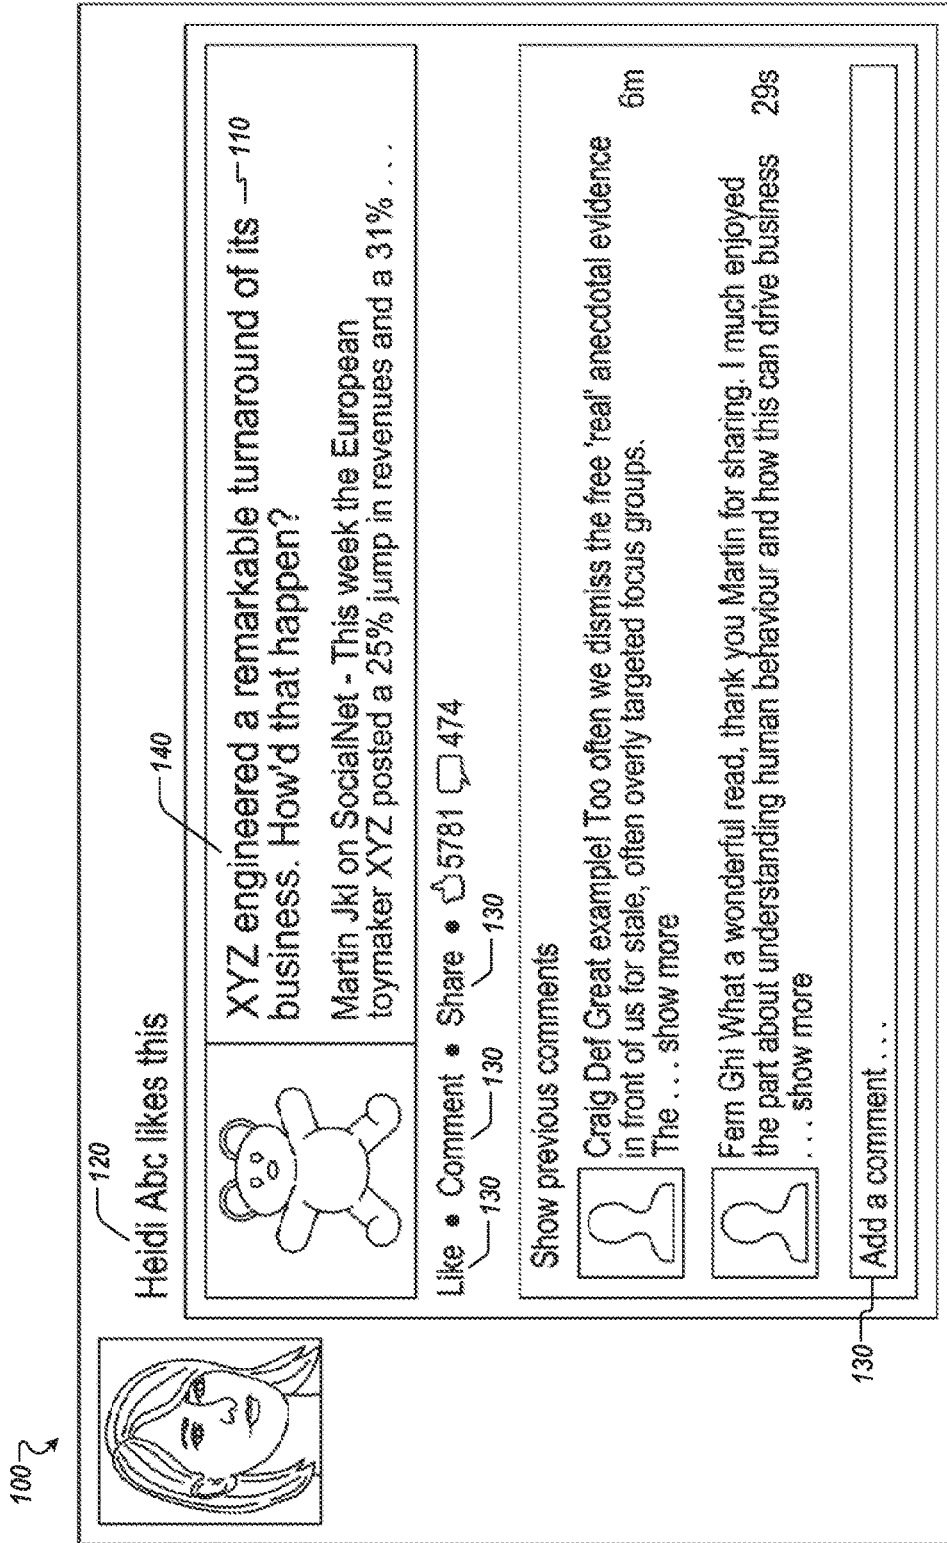 100
120
Heidi Abc likes this
140
XYZ engineered a remarkable turnaround of its
110
business. How'd that happen?
Martin Jkl on SocialNet - This week the European
toymaker XYZ posted a 25% jump in revenues and a 31% . . .
Like • Comment • Share • 5781 474
130 130 130
Show previous comments
Craig Def Great example! Too often we dismiss the free 'real' anecdotal evidence
in front of us for stale, often overly targeted focus groups.
The . . . show more
6m
Fern Ghi What a wonderful read, thank you Martin for sharing. I much enjoyed
the part about understanding human behaviour and how this can drive business
. . . show more
29s
Add a comment . . .
130